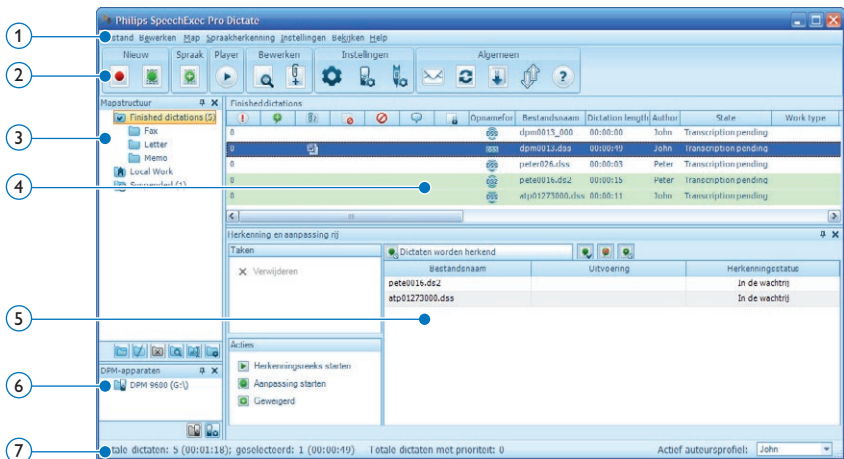 Philips SpeechExec Pro Dictate
1
stand Bewerken Map Spraakherkenning Instellingen Bekijken Help
Nieuw Spraak Player Bewerken Instellingen Algemeen
2
Mapstructuur
Finished dictations (5)
3
Fax
Letter
Memo
Local Work
Suspended (1)
Finished dictations
Opnamefor Bestandsnaam Dictation length Author State Work type
0 dpm0013_000... 00:00:00 John Transcription pending
0 dpm0013.dss 00:00:49 John Transcription pending
0 peter026.dss 00:00:03 Peter Transcription pending
4
0 pete0016.ds2 00:00:15 Peter Transcription pending
0 atp01273000.dss 00:00:11 John Transcription pending
Herkenning en aanpassing rij
Taken
Verwijderen
Dictaten worden herkend
Bestandsnaam Uitvoering Herkenningsstatus
pete0016.ds2 In de wachtrij
atp01273000.dss In de wachtrij
5
Acties
Herkenningsreeks starten
Aanpassing starten
Geweigerd
DPM-apparaten
6
DPM 9600 (G:\)
7
tale dictaten: 5 (00:01:18); geselecteerd: 1 (00:00:49) Totale dictaten met prioriteit: 0 Actief auteursprofiel: John